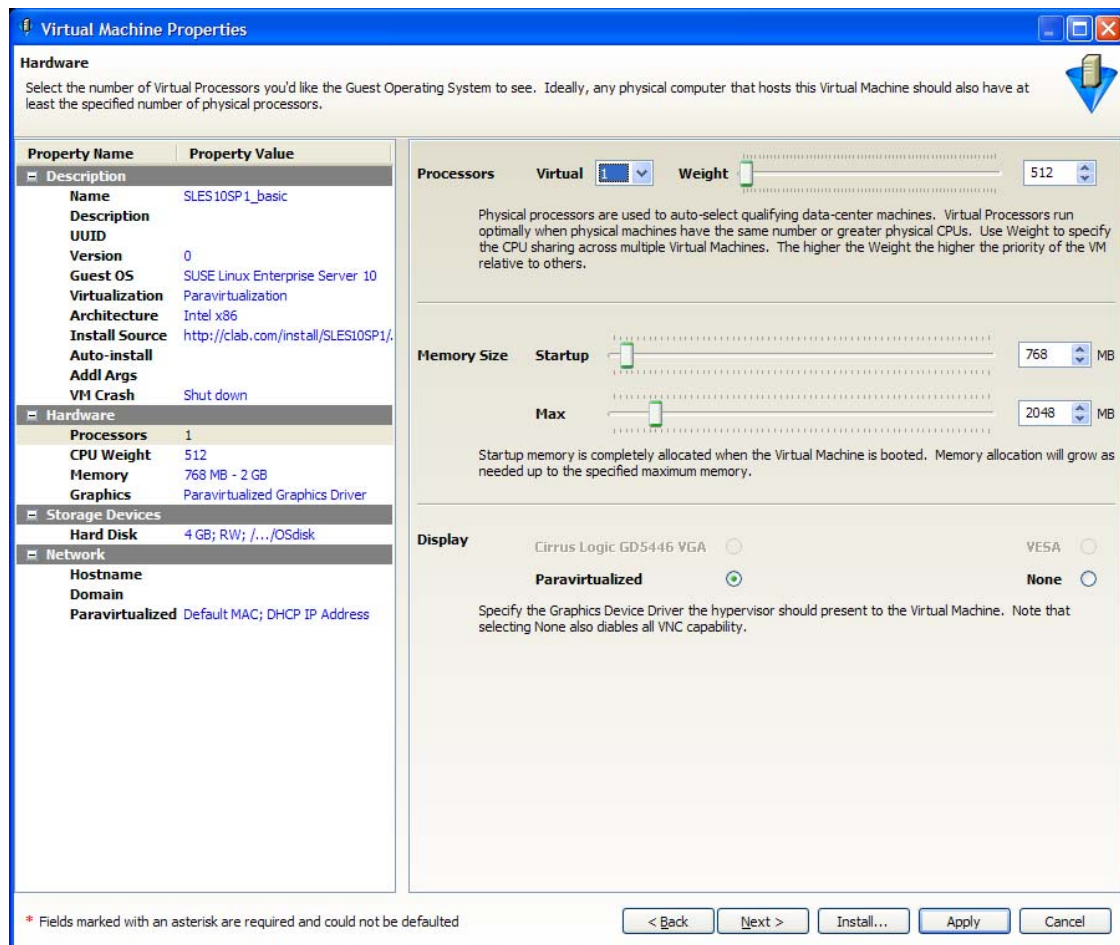 Virtual Machine Properties
Hardware
Select the number of Virtual Processors you'd like the Guest Operating System to see. Ideally, any physical computer that hosts this Virtual Machine should also have at
least the specified number of physical processors.
Property Name Property Value
Description
Name SLES10SP1_basic
Description
UUID
Version 0
Guest OS SUSE Linux Enterprise Server 10
Virtualization Paravirtualization
Architecture Intel x86
Install Source http://clab.com/install/SLES10SP1/.
Auto-install
Addl Args
VM Crash Shut down
Hardware
Processors 1
CPU Weight 512
Memory 768 MB - 2 GB
Graphics Paravirtualized Graphics Driver
Storage Devices
Hard Disk 4 GB; RW; /.../OSdisk
Network
Hostname
Domain
Paravirtualized Default MAC; DHCP IP Address
Processors Virtual 1 Weight 512
Physical processors are used to auto-select qualifying data-center machines. Virtual Processors run
optimally when physical machines have the same number or greater physical CPUs. Use Weight to specify
the CPU sharing across multiple Virtual Machines. The higher the Weight the higher the priority of the VM
relative to others.
Memory Size Startup 768 MB
Max 2048 MB
Startup memory is completely allocated when the Virtual Machine is booted. Memory allocation will grow as
needed up to the specified maximum memory.
Display Cirrus Logic GD5446 VGA VESA
Paravirtualized None
Specify the Graphics Device Driver the hypervisor should present to the Virtual Machine. Note that
selecting None also diables all VNC capability.
* Fields marked with an asterisk are required and could not be defaulted
< Back Next > Install... Apply Cancel